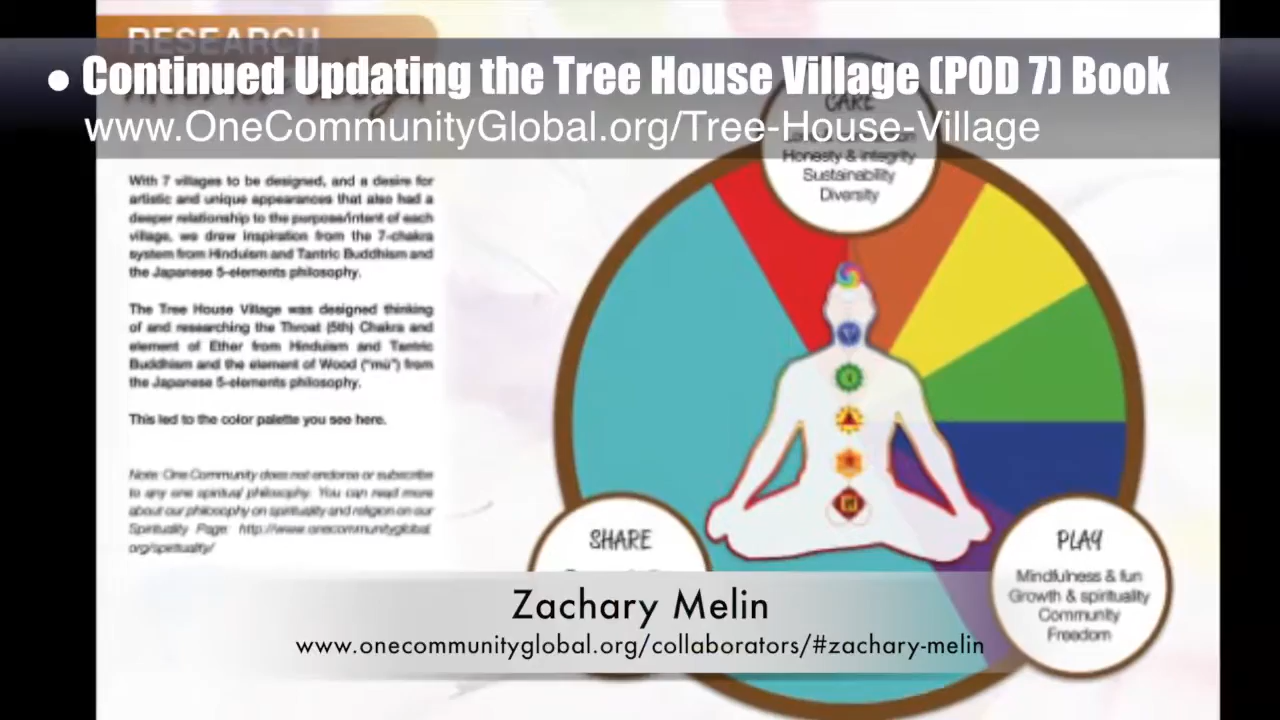 RESEARCH
● Continued Updating the Tree House Village (POD 7) Book
www.OneCommunityGlobal.org/Tree-House-Village
With 7 villages to be designed, and a desire for
artistic and unique appearances that also had a
deeper relationship to the purpose/intent of each
village, we drew inspiration from the 7-chakra
system from Hinduism and Tantric Buddhism and
the Japanese 5-elements philosophy.
The Tree House Village was designed thinking
of and researching the Throat (5th) Chakra and
element of Ether from Hinduism and Tantric
Buddhism and the element of Wood ("mù") from
the Japanese 5-elements philosophy.
This led to the color palette you see here.
Note: One Community does not endorse or subscribe
to any one spiritual philosophy. You can read more
about our philosophy on spirituality and religion on our
Spirituality Page: http://www.onecommunityglobal.
org/spirituality/
CARE
Honesty & integrity
Sustainability
Diversity
SHARE
PLAY
Mindfulness & fun
Growth & spirituality
Community
Freedom
Zachary Melin
www.onecommunityglobal.org/collaborators/#zachary-melin